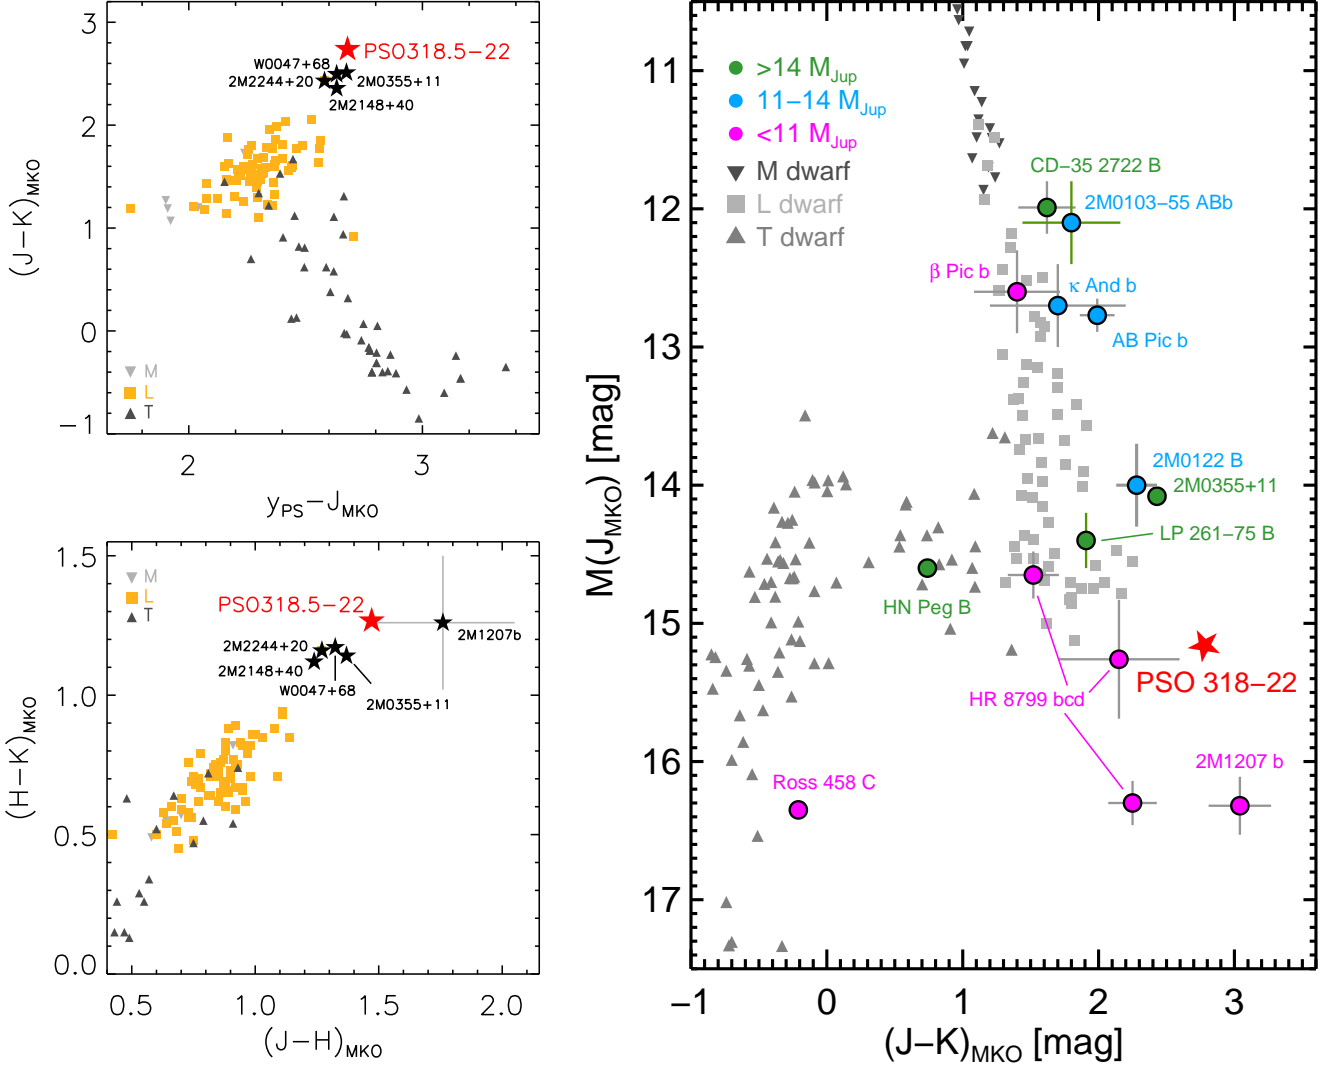 3
2
1
0
−1
(J−K)MKO
PSO318.5−22
W0047+68
2M2244+20
2M0355+11
2M2148+40
M
L
T
2
3
yPS−JMKO
1.5
1.0
0.5
0.0
(H−K)MKO
M
L
T
PSO318.5−22
2M1207b
2M2244+20
2M2148+40
W0047+68
2M0355+11
0.5
1.0
1.5
2.0
(J−H)MKO
11
12
13
14
15
16
17
M(JMKO) [mag]
>14 MJup
11−14 MJup
<11 MJup
M dwarf
L dwarf
T dwarf
CD−35 2722 B
2M0103−55 ABb
β Pic b
κ And b
AB Pic b
2M0122 B
2M0355+11
LP 261−75 B
HN Peg B
PSO 318−22
HR 8799 bcd
2M1207 b
Ross 458 C
−1
0
1
2
3
(J−K)MKO [mag]